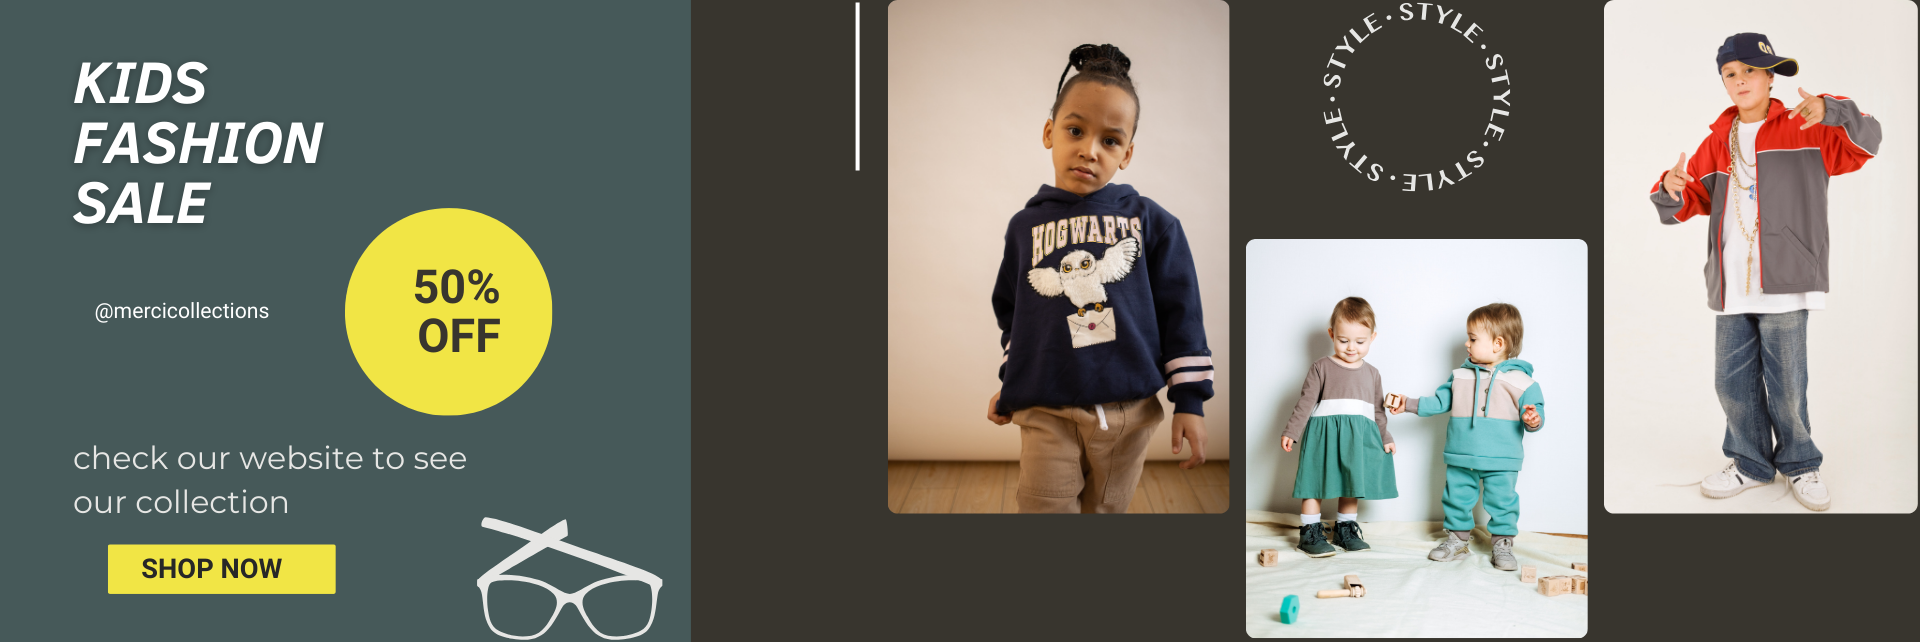 KIDS
FASHION
SALE
50%
OFF
@mercicollections
check our website to see
our collection
SHOP NOW
HOGWARTS
STYLE · STYLE · STYLE · STYLE · STYLE · STYLE ·